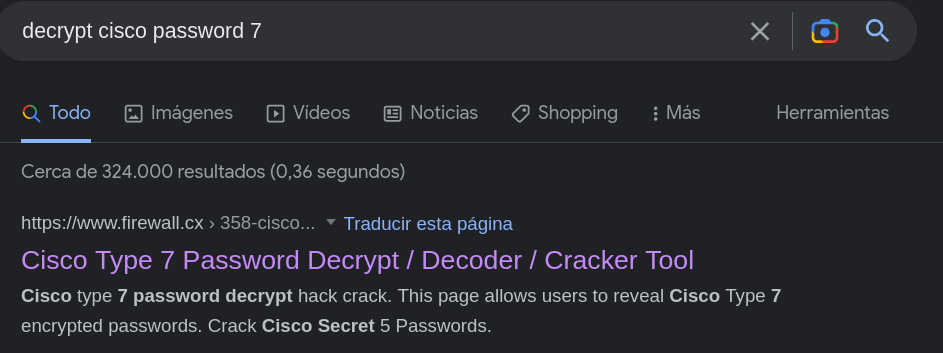 decrypt cisco password 7
Todo Imágenes Vídeos Noticias Shopping Más Herramientas
Cerca de 324.000 resultados (0,36 segundos)
https://www.firewall.cx › 358-cisco... Traducir esta página
Cisco Type 7 Password Decrypt / Decoder / Cracker Tool
Cisco type 7 password decrypt hack crack. This page allows users to reveal Cisco Type 7
encrypted passwords. Crack Cisco Secret 5 Passwords.